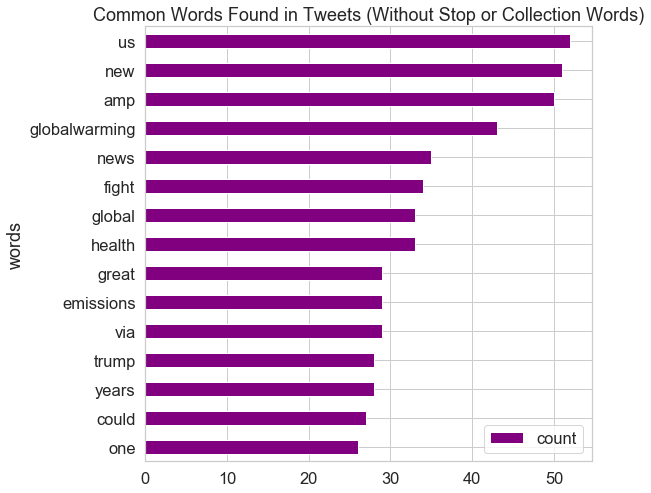 Common Words Found in Tweets (Without Stop or Collection Words)
us
new
amp
globalwarming
news
fight
global
health
great
emissions
via
trump
years
could
one
words
count
0 10 20 30 40 50